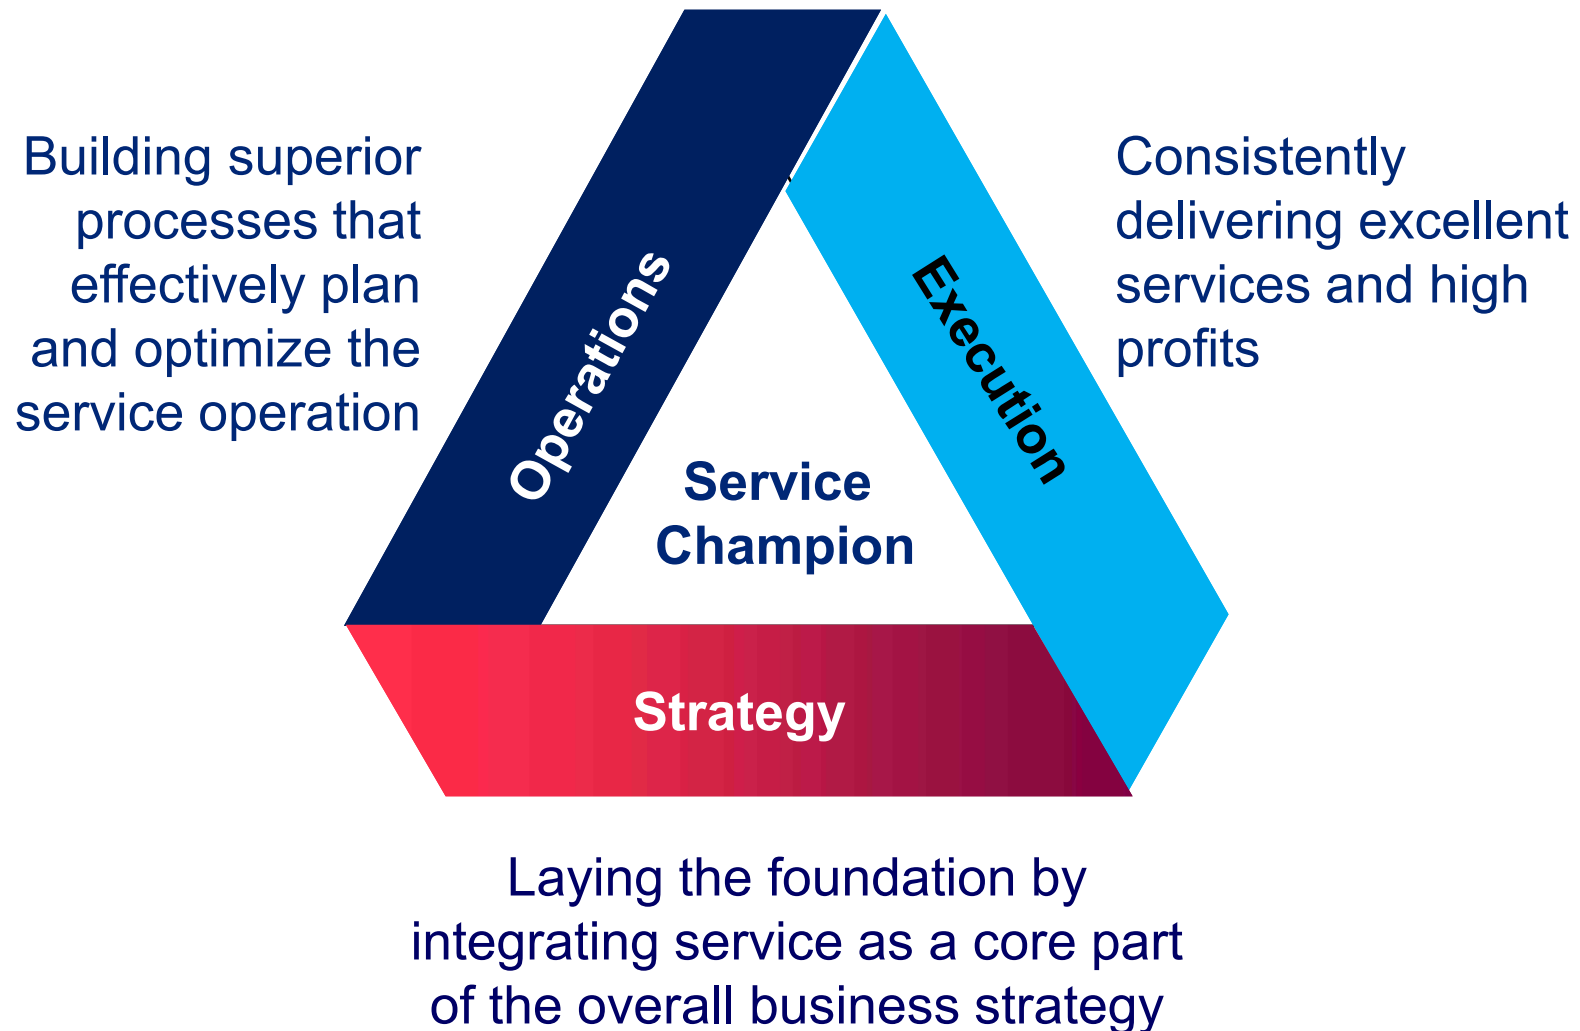 Building superior
processes that
effectively plan
and optimize the
service operation
Operations
Execution
Consistently
delivering excellent
services and high
profits
Service
Champion
Strategy
Laying the foundation by
integrating service as a core part
of the overall business strategy